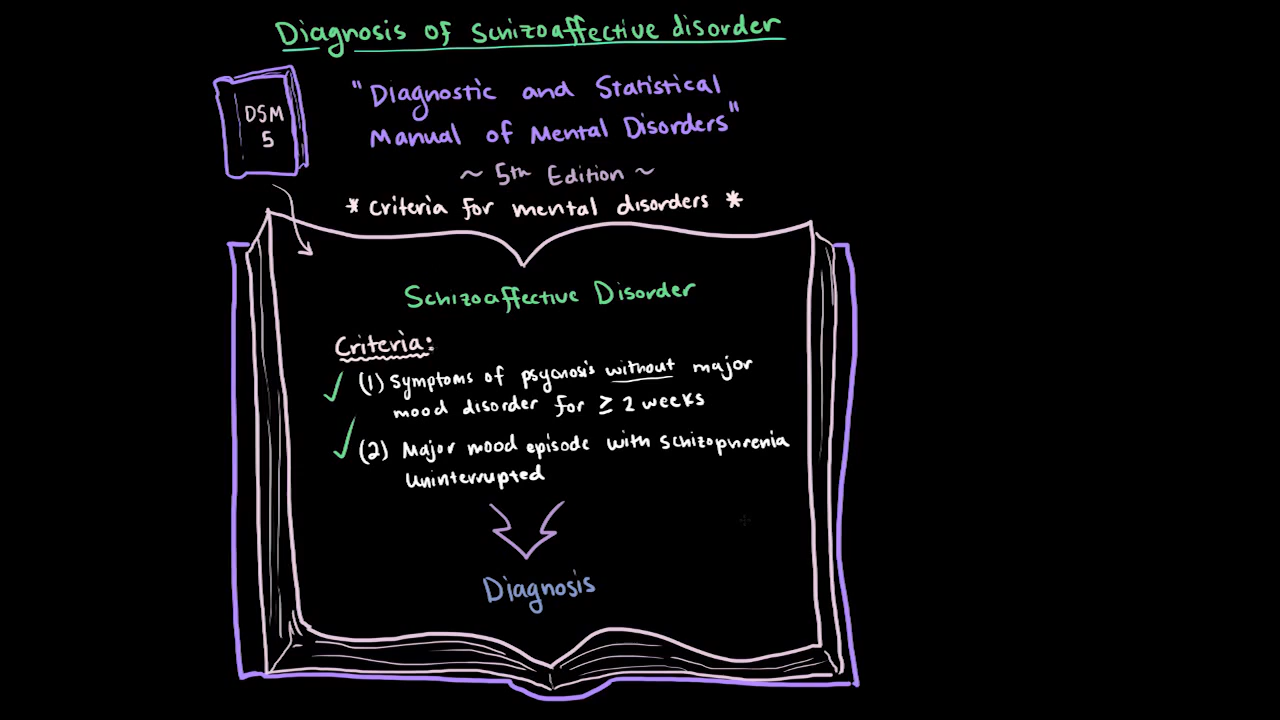 Diagnosis of Schizoaffective disorder
DSM
5
"Diagnostic and Statistical
Manual of Mental Disorders"
~ 5th Edition ~
* Criteria for mental disorders *
Schizoaffective Disorder
Criteria:
(1) Symptoms of psychosis without major
mood disorder for ≥ 2 weeks
(2) Major mood episode with schizophrenia
uninterrupted
Diagnosis